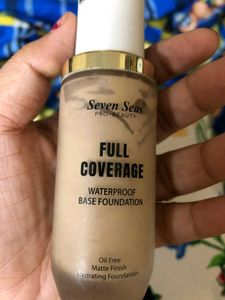 Seven Seas
PRO-BEAUTY
FULL
COVERAGE
WATERPROOF
BASE FOUNDATION
Oil Free
Matte Finish
Hydrating Foundation